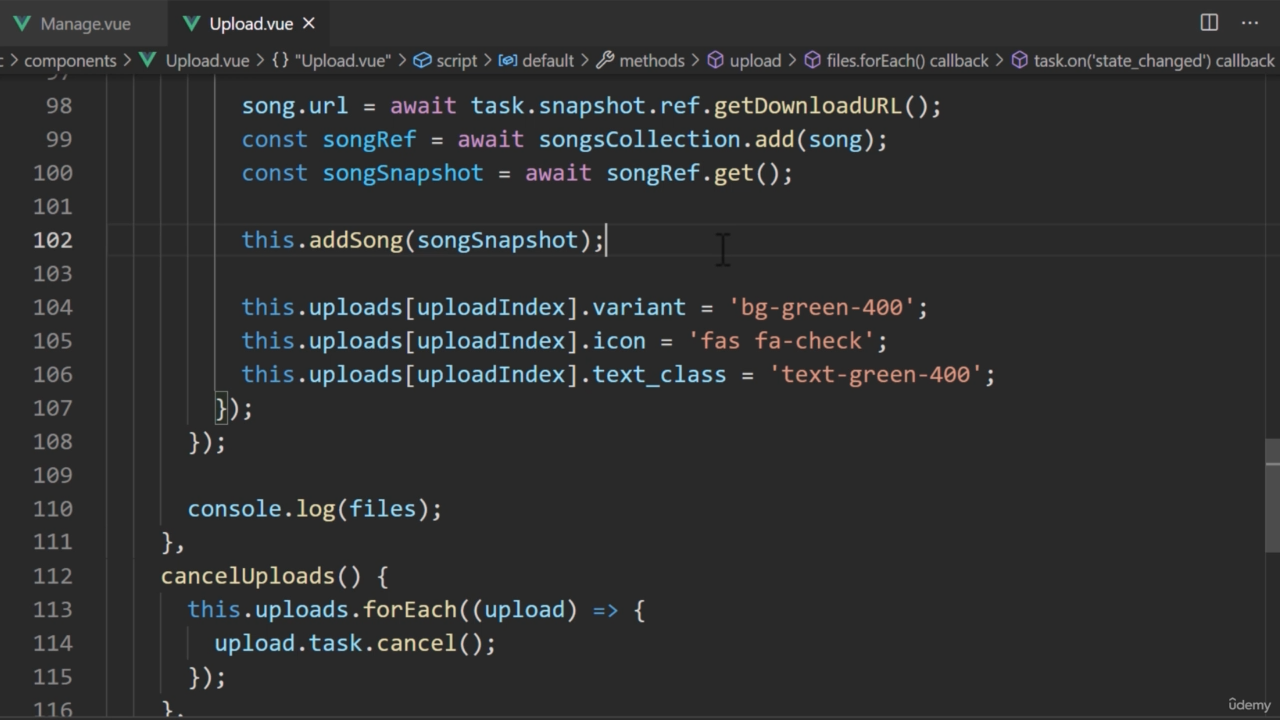 Manage.vue Upload.vue ×
c > components > Upload.vue > {} "Upload.vue" > script > default > methods > upload > files.forEach() callback > task.on('state_changed') callback
97
98 song.url = await task.snapshot.ref.getDownloadURL();
99 const songRef = await songsCollection.add(song);
100 const songSnapshot = await songRef.get();
101
102 this.addSong(songSnapshot);
103
104 this.uploads[uploadIndex].variant = 'bg-green-400';
105 this.uploads[uploadIndex].icon = 'fas fa-check';
106 this.uploads[uploadIndex].text_class = 'text-green-400';
107 });
108 });
109
110 console.log(files);
111 },
112 cancelUploads() {
113 this.uploads.forEach((upload) => {
114 upload.task.cancel();
115 });
116 },
ûdemy